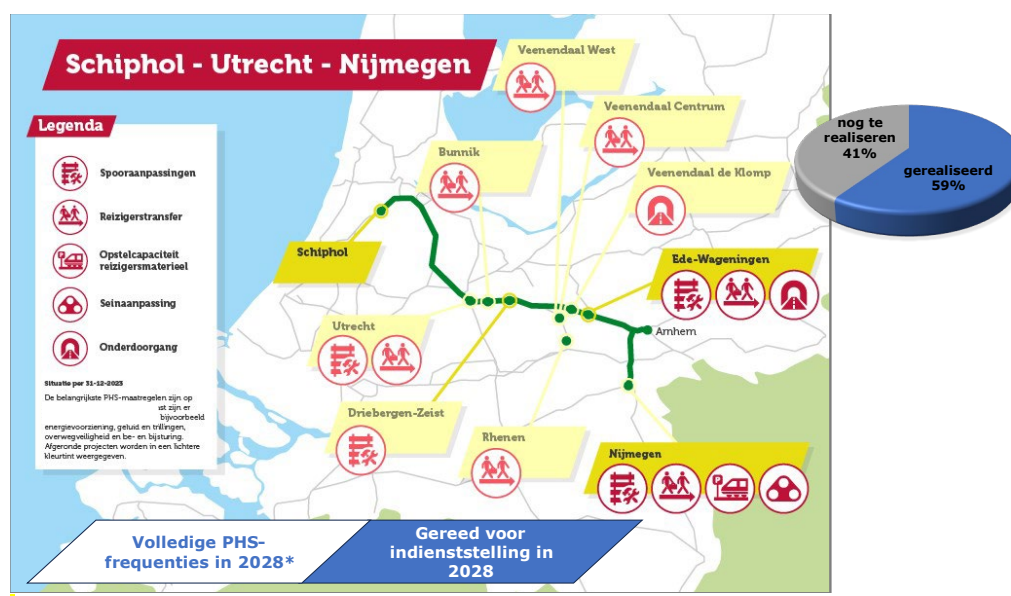 Schiphol - Utrecht - Nijmegen
Legenda
Spooraanpassingen
Reizigerstransfer
Opstelcapaciteit
reizigersmaterieel
Seinaanpassing
Onderdoorgang
Situatie per 31-12-2023
De belangrijkste PHS-maatregelen zijn op
st zijn er
bijvoorbeeld
energievoorziening, geluid en trillingen,
overwegveiligheid en be- en bijsturing.
Afgeronde projecten worden in een lichtere
kleurtint weergegeven.
Veenendaal West
Veenendaal Centrum
Bunnik
Veenendaal de Klomp
Schiphol
Ede-Wageningen
Utrecht
Arnhem
Driebergen-Zeist
Rhenen
Nijmegen
P
nog te
realiseren
41%
gerealiseerd
59%
Volledige PHS-
frequenties in 2028*
Gereed voor
indienststelling in
2028